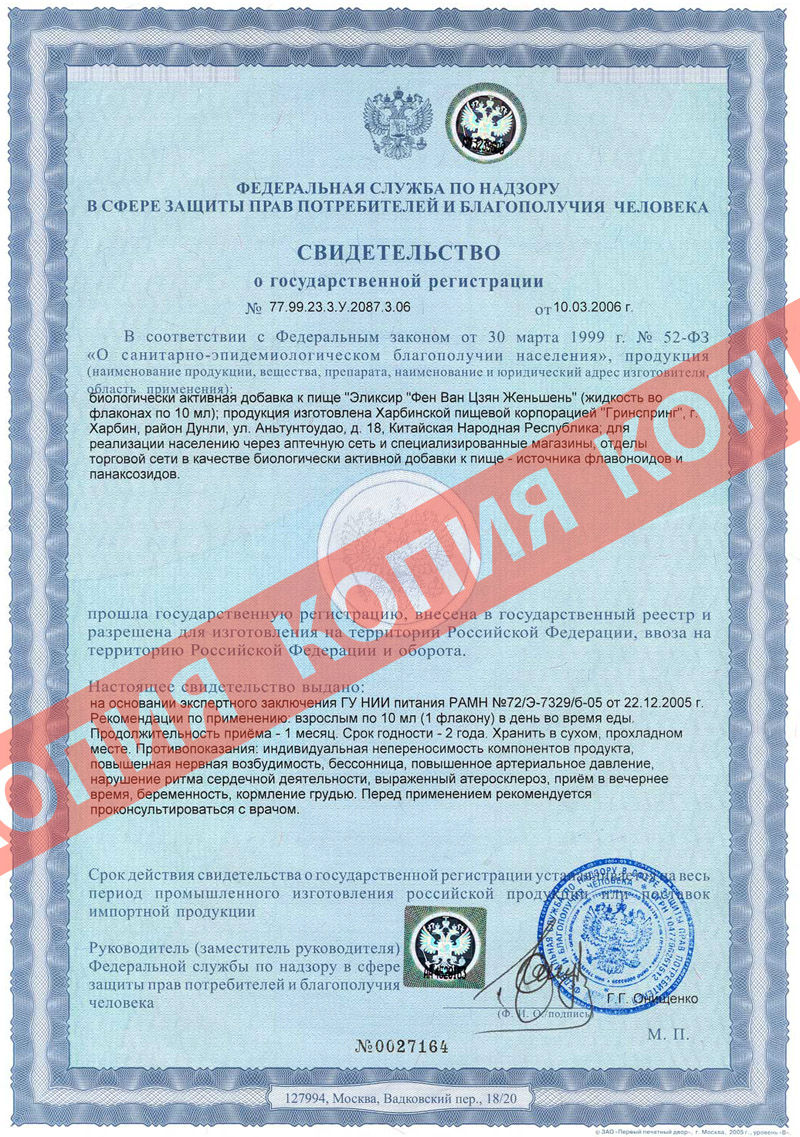 ФЕДЕРАЛЬНАЯ СЛУЖБА ПО НАДЗОРУ
В СФЕРЕ ЗАЩИТЫ ПРАВ ПОТРЕБИТЕЛЕЙ И БЛАГОПОЛУЧИЯ ЧЕЛОВЕКА
СВИДЕТЕЛЬСТВО
о государственной регистрации
№ 77.99.23.3.У.2087.3.06 от 10.03.2006 г.
В соответствии с Федеральным законом от 30 марта 1999 г. № 52-ФЗ
«О санитарно-эпидемиологическом благополучии населения», продукция
(наименование продукции, вещества, препарата, наименование и юридический адрес изготовителя,
область применения):
биологически активная добавка к пище "Эликсир "Фен Ван Цзян Женьшень" (жидкость во
флаконах по 10 мл); продукция изготовлена Харбинской пищевой корпорацией "Гринспринг", г.
Харбин, район Дунли, ул. Аньтунтоудао, д. 18, Китайская Народная Республика; для
реализации населению через аптечную сеть и специализированные магазины, отделы
торговой сети в качестве биологически активной добавки к пище - источника флавоноидов и
панаксозидов.
прошла государственную регистрацию, внесена в государственный реестр и
разрешена для изготовления на территории Российской Федерации, ввоза на
территорию Российской Федерации и оборота.
Настоящее свидетельство выдано:
на основании экспертного заключения ГУ НИИ питания РАМН №72/Э-7329/б-05 от 22.12.2005 г.
Рекомендации по применению: взрослым по 10 мл (1 флакону) в день во время еды.
Продолжительность приёма - 1 месяц. Срок годности - 2 года. Хранить в сухом, прохладном
месте. Противопоказания: индивидуальная непереносимость компонентов продукта,
повышенная нервная возбудимость, бессонница, повышенное артериальное давление,
нарушение ритма сердечной деятельности, выраженный атеросклероз, приём в вечернее
время, беременность, кормление грудью. Перед применением рекомендуется
проконсультироваться с врачом.
КОПИЯ КОПИЯ КОПИЯ
Срок действия свидетельства о государственной регистрации устанавливается на весь
период промышленного изготовления российской продукции или поставок
импортной продукции
Руководитель (заместитель руководителя)
Федеральной службы по надзору в сфере
защиты прав потребителей и благополучия
человека
Г.Г. Онищенко
(Ф. И. О./подпись)
М. П.
№0027164
127994, Москва, Вадковский пер., 18/20
© ЗАО «Первый печатный двор», г. Москва, 2005 г., уровень «В».